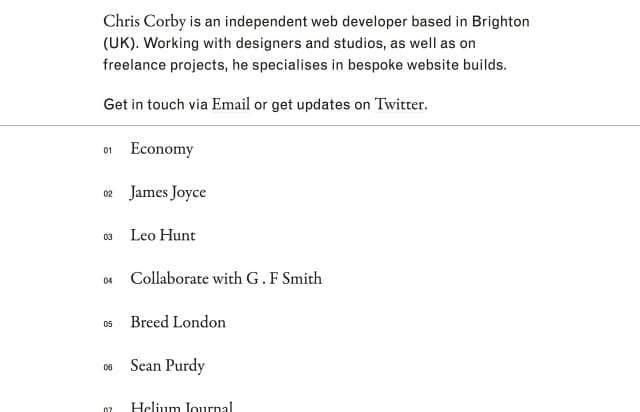 Chris Corby is an independent web developer based in Brighton
(UK). Working with designers and studios, as well as on
freelance projects, he specialises in bespoke website builds.
Get in touch via Email or get updates on Twitter.
01 Economy
02 James Joyce
03 Leo Hunt
04 Collaborate with G . F Smith
05 Breed London
06 Sean Purdy
07 Helium Journal